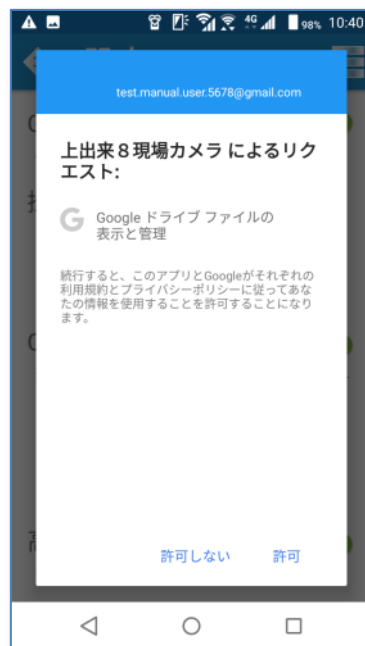 4G 98% 10:40
test.manual.user.5678@gmail.com
上出来８現場カメラ によるリク
エスト:
G Google ドライブ ファイルの
表示と管理
続行すると、このアプリとGoogleがそれぞれの
利用規約とプライバシーポリシーに従ってあな
たの情報を使用することを許可することになり
ます。
許可しない 許可